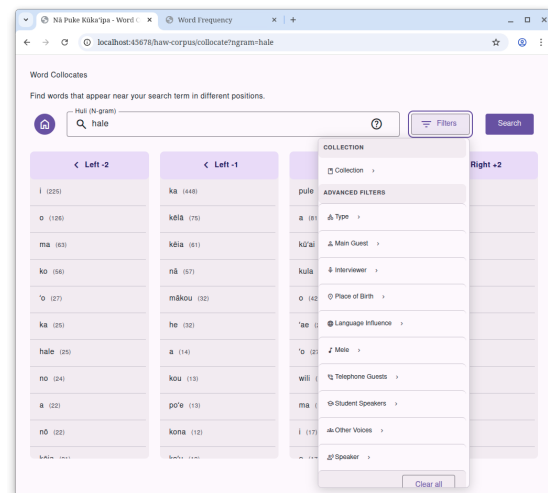 Nā Puke Kūkaʻipa - Word C
Word Frequency
localhost:45678/haw-corpus/collocate?ngram=hale
Word Collocates
Find words that appear near your search term in different positions.
Huli (N-gram)
hale
Filters
Search
Left -2
Left -1
Right +2
i (225)
o (126)
ma (63)
ko (56)
ʻo (27)
ka (25)
hale (25)
no (24)
a (22)
nō (22)
ka (448)
kēlā (75)
kēia (61)
nā (57)
mākou (32)
he (32)
a (14)
kou (13)
poʻe (13)
kona (12)
pule
a (81
kūʻai
kula
o (42
ʻae
ʻo (2
wili
ma
i (17)
COLLECTION
Collection
ADVANCED FILTERS
Type
Main Guest
Interviewer
Place of Birth
Language Influence
Mele
Telephone Guests
Student Speakers
Other Voices
Speaker
Clear all